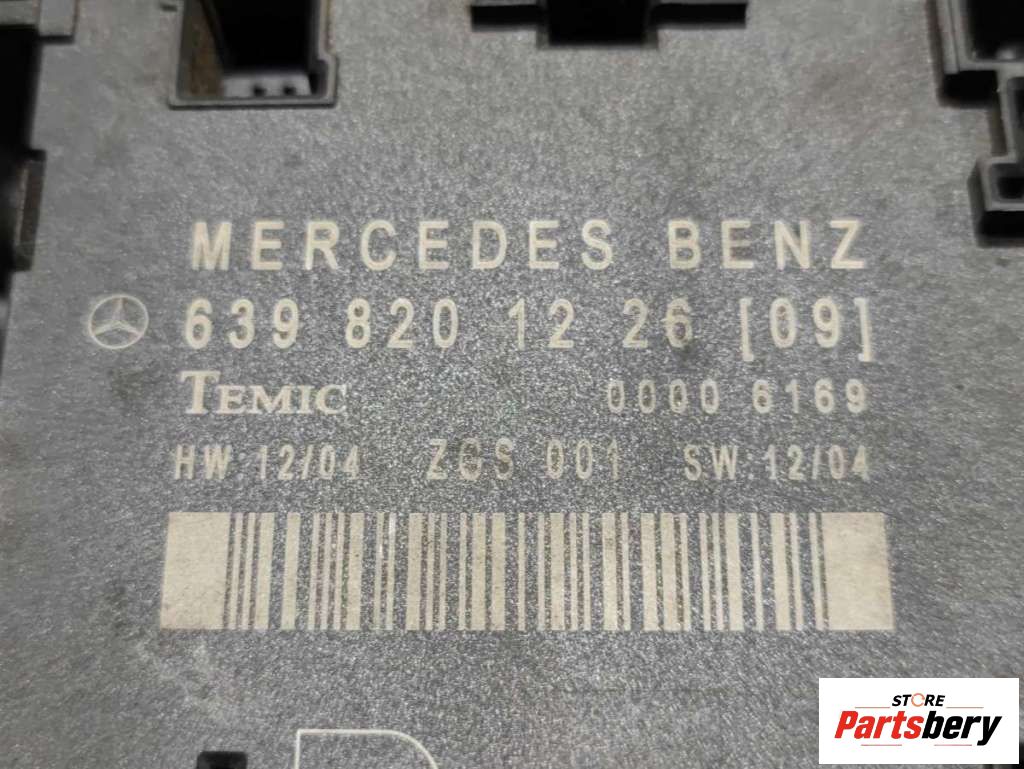 MERCEDES BENZ
639 820 12 26 [09]
TEMIC 0000 6169
HW:12/04 ZGS 001 SW:12/04
STORE
Partsbery